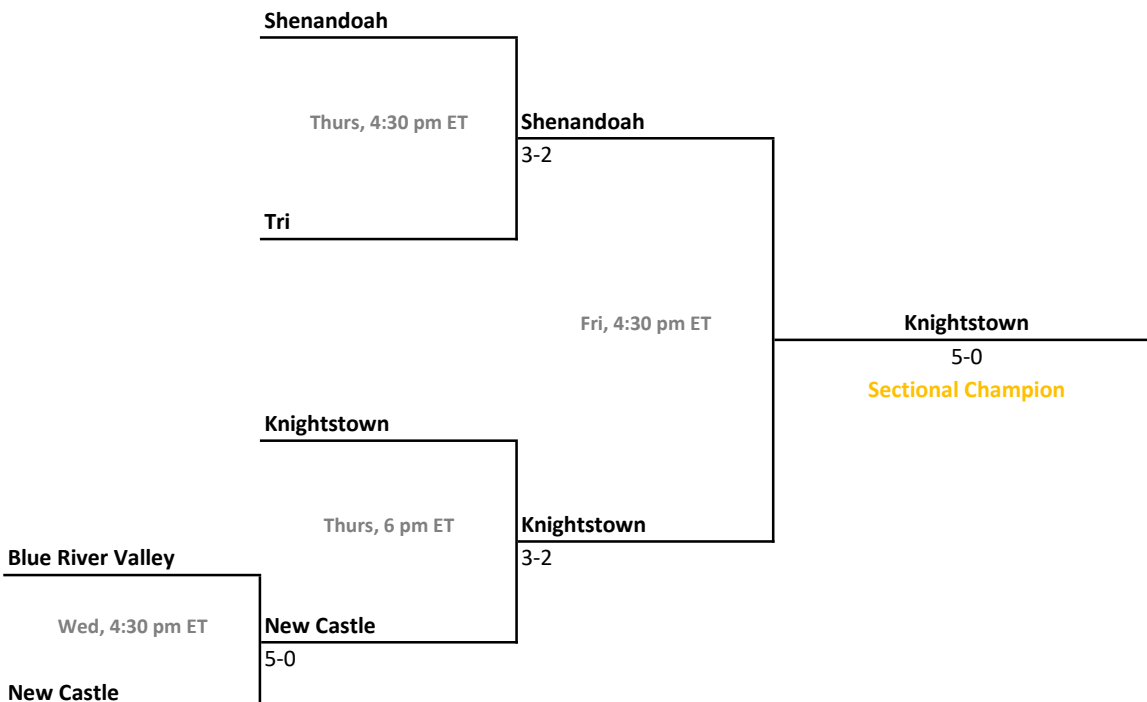 Shenandoah
Thurs, 4:30 pm ET
Shenandoah
3-2
Tri
Fri, 4:30 pm ET
Knightstown
5-0
Sectional Champion
Knightstown
Thurs, 6 pm ET
Knightstown
3-2
Blue River Valley
Wed, 4:30 pm ET
New Castle
5-0
New Castle